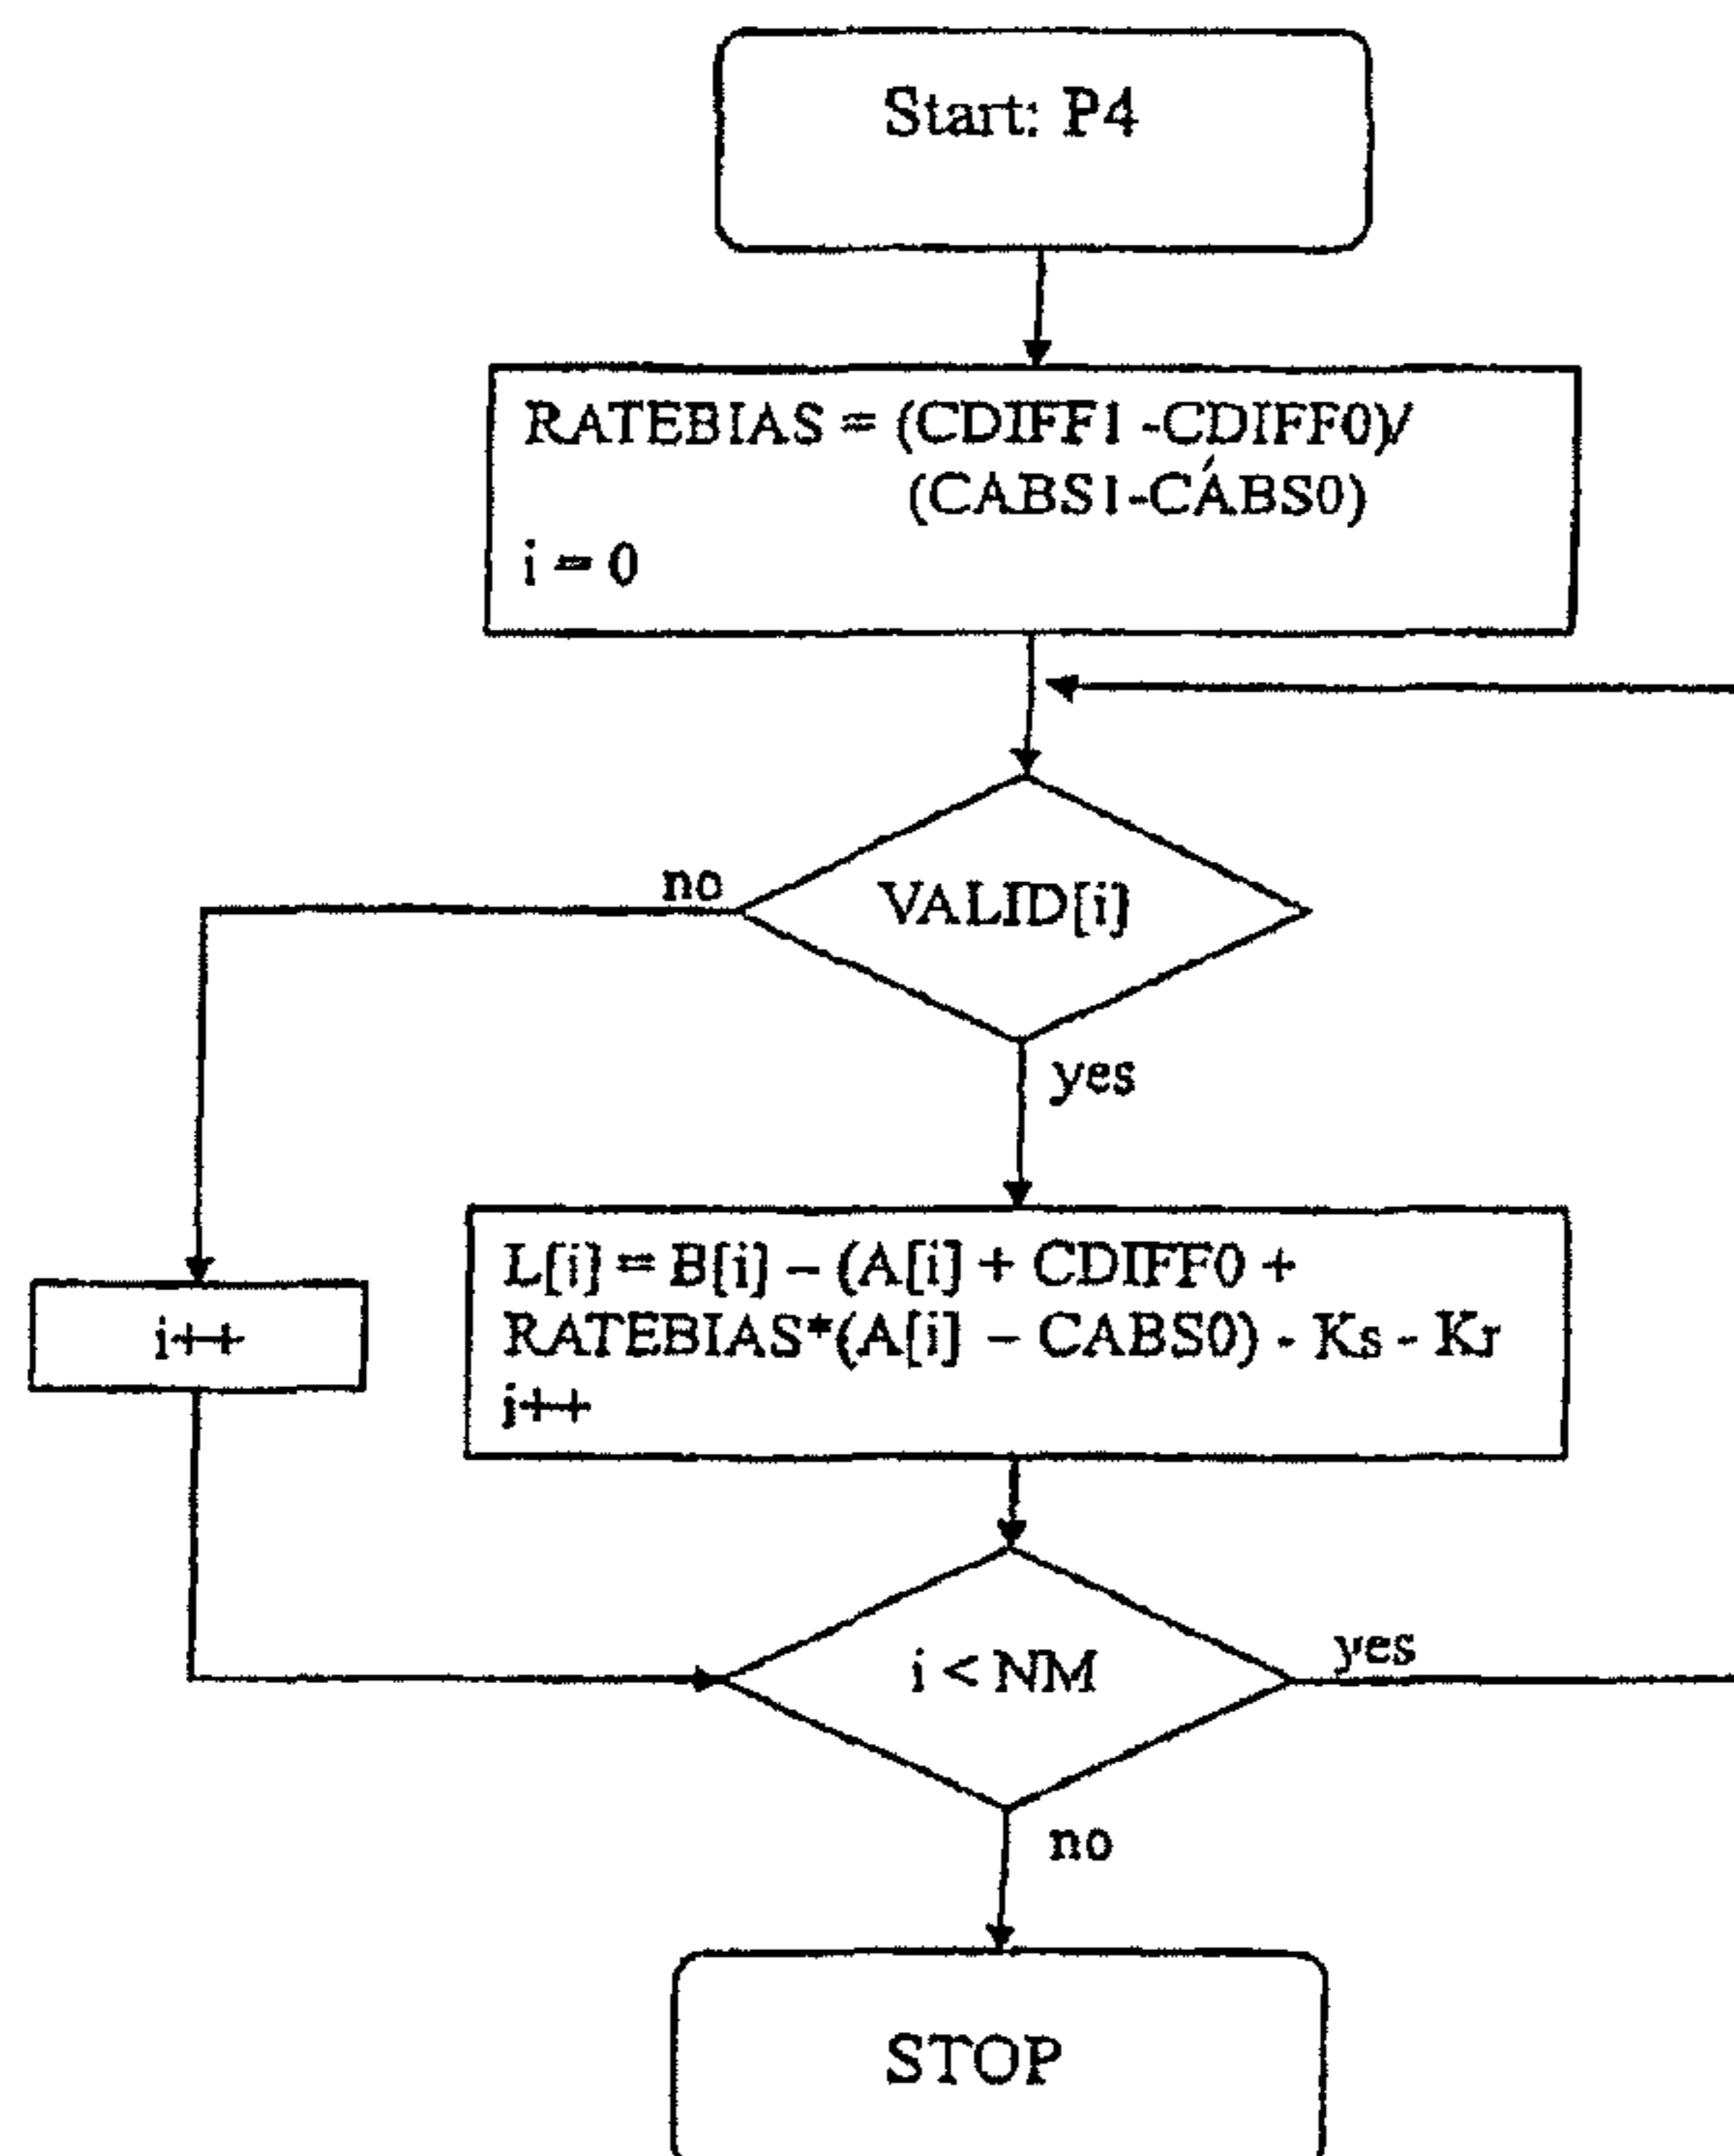 Start: P4
RATEBIAS = (CDIFF1 -CDIFF0)/
(CABS1-CABS0)
i = 0
no
VALID[i]
yes
L[i] = B[i] – (A[i] + CDIFF0 +
RATEBIAS*(A[i] – CABS0) - Ks - Kr
j++
i++
i < NM
yes
no
STOP